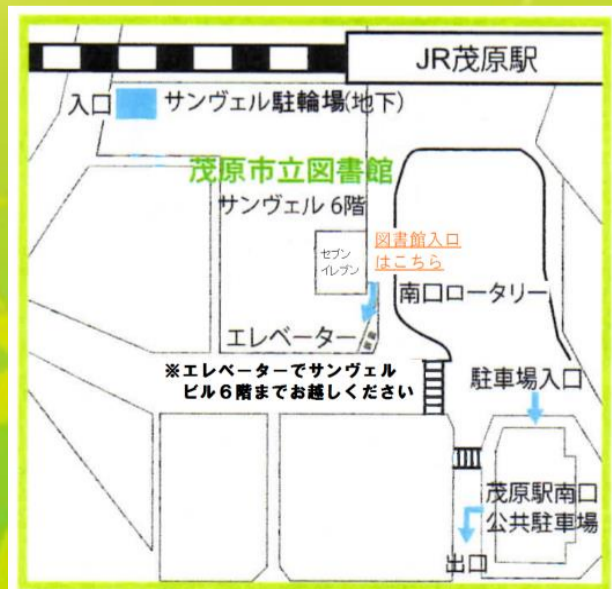 JR茂原駅
入口
サンヴェル駐輪場(地下)
茂原市立図書館
サンヴェル 6階
セブン
イレブン
図書館入口
はこちら
南口ロータリー
エレベーター
※エレベーターでサンヴェル
ビル６階までお越しください
駐車場入口
茂原駅南口
公共駐車場
出口